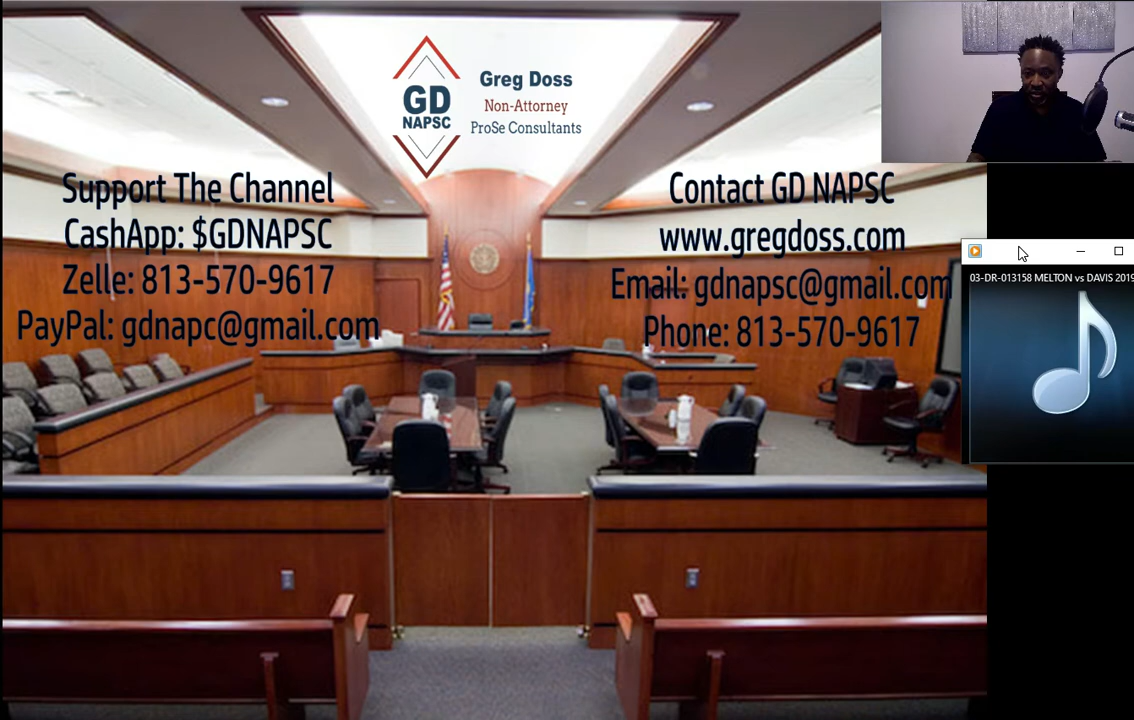 GD
NAPSC
Greg Doss
Non-Attorney
ProSe Consultants
Support The Channel
CashApp: $GDNAPSC
Zelle: 813-570-9617
PayPal: gdnapc@gmail.com
Contact GD NAPSC
www.gregdoss.com
Email: gdnapsc@gmail.com
Phone: 813-570-9617
03-DR-013158 MELTON vs DAVIS 2019